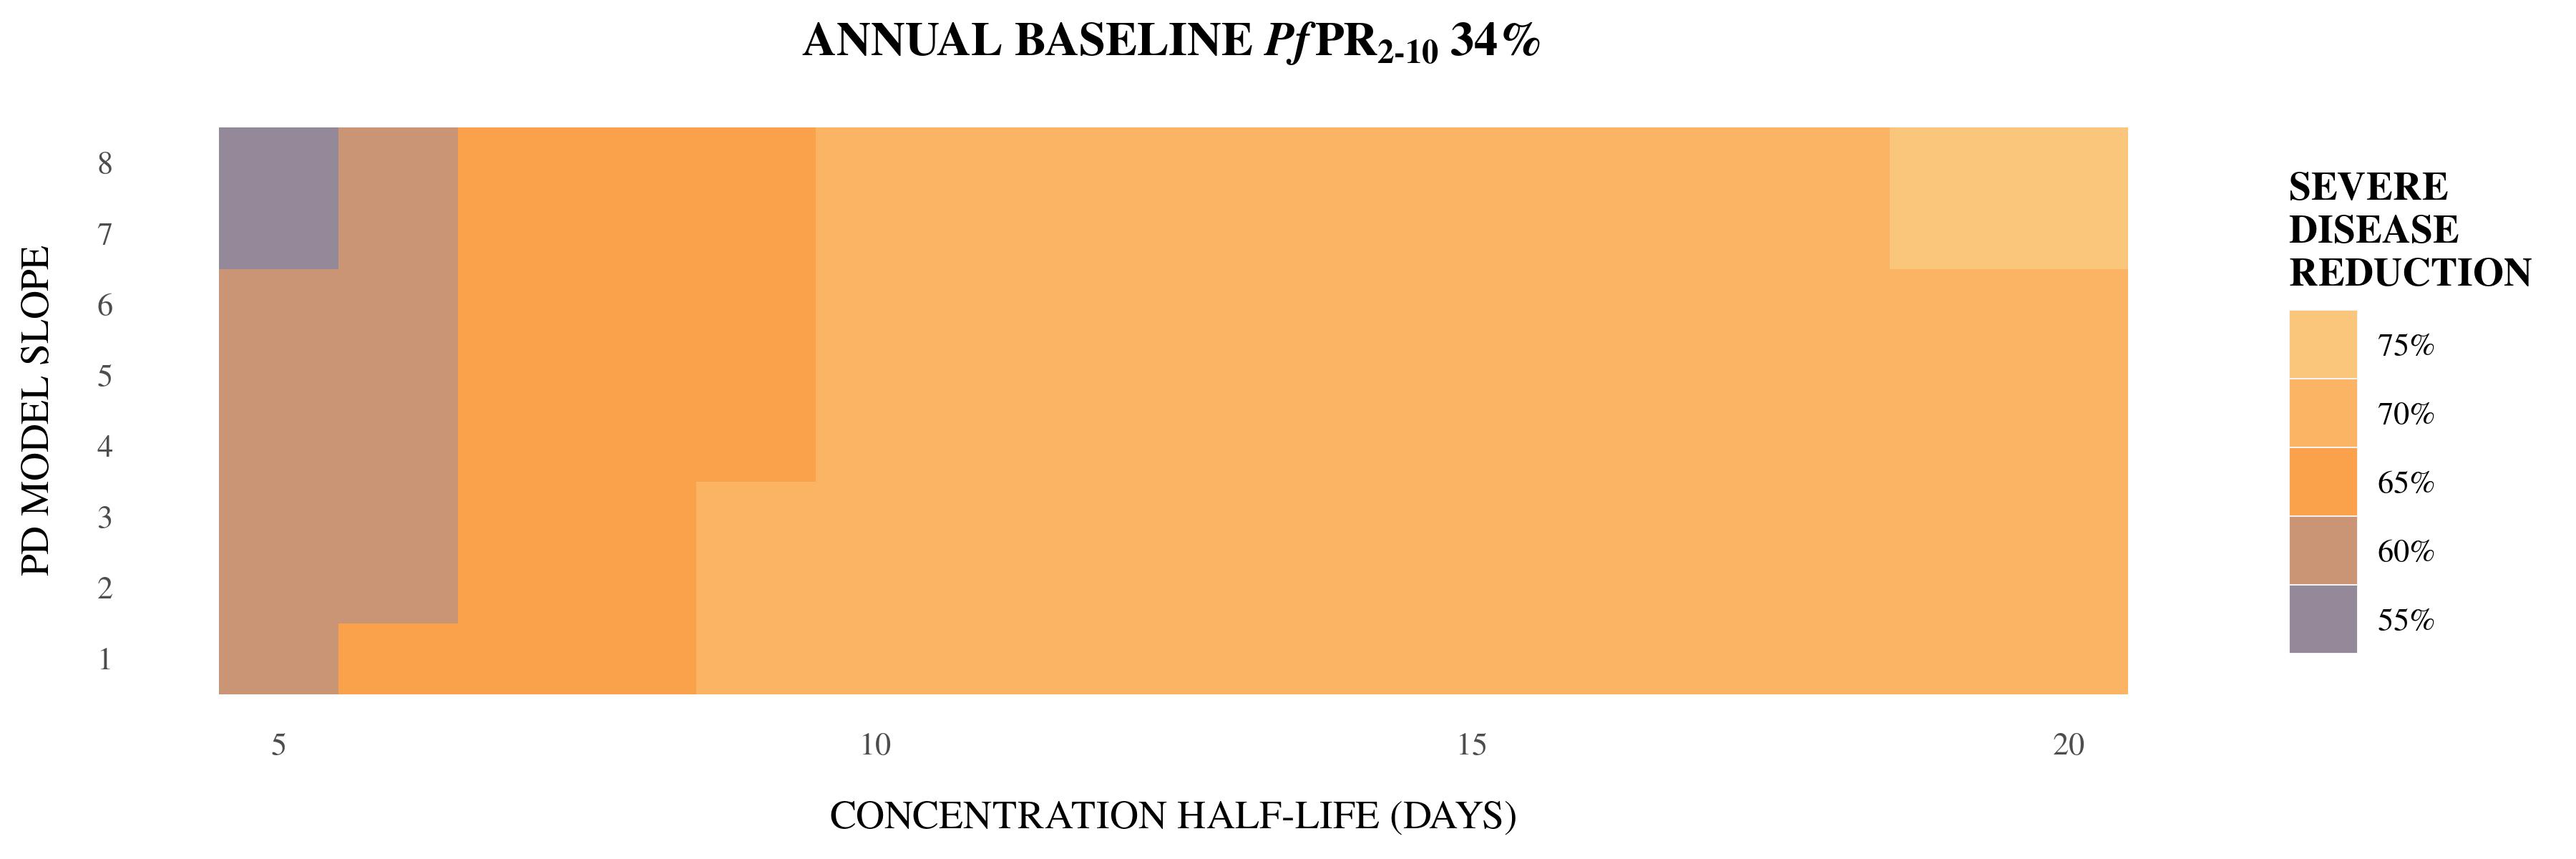 ANNUAL BASELINE PfPR2-10 34%
8
7
6
5
4
3
2
1
PD MODEL SLOPE
5 10 15 20
CONCENTRATION HALF-LIFE (DAYS)
SEVERE
DISEASE
REDUCTION
75%
70%
65%
60%
55%